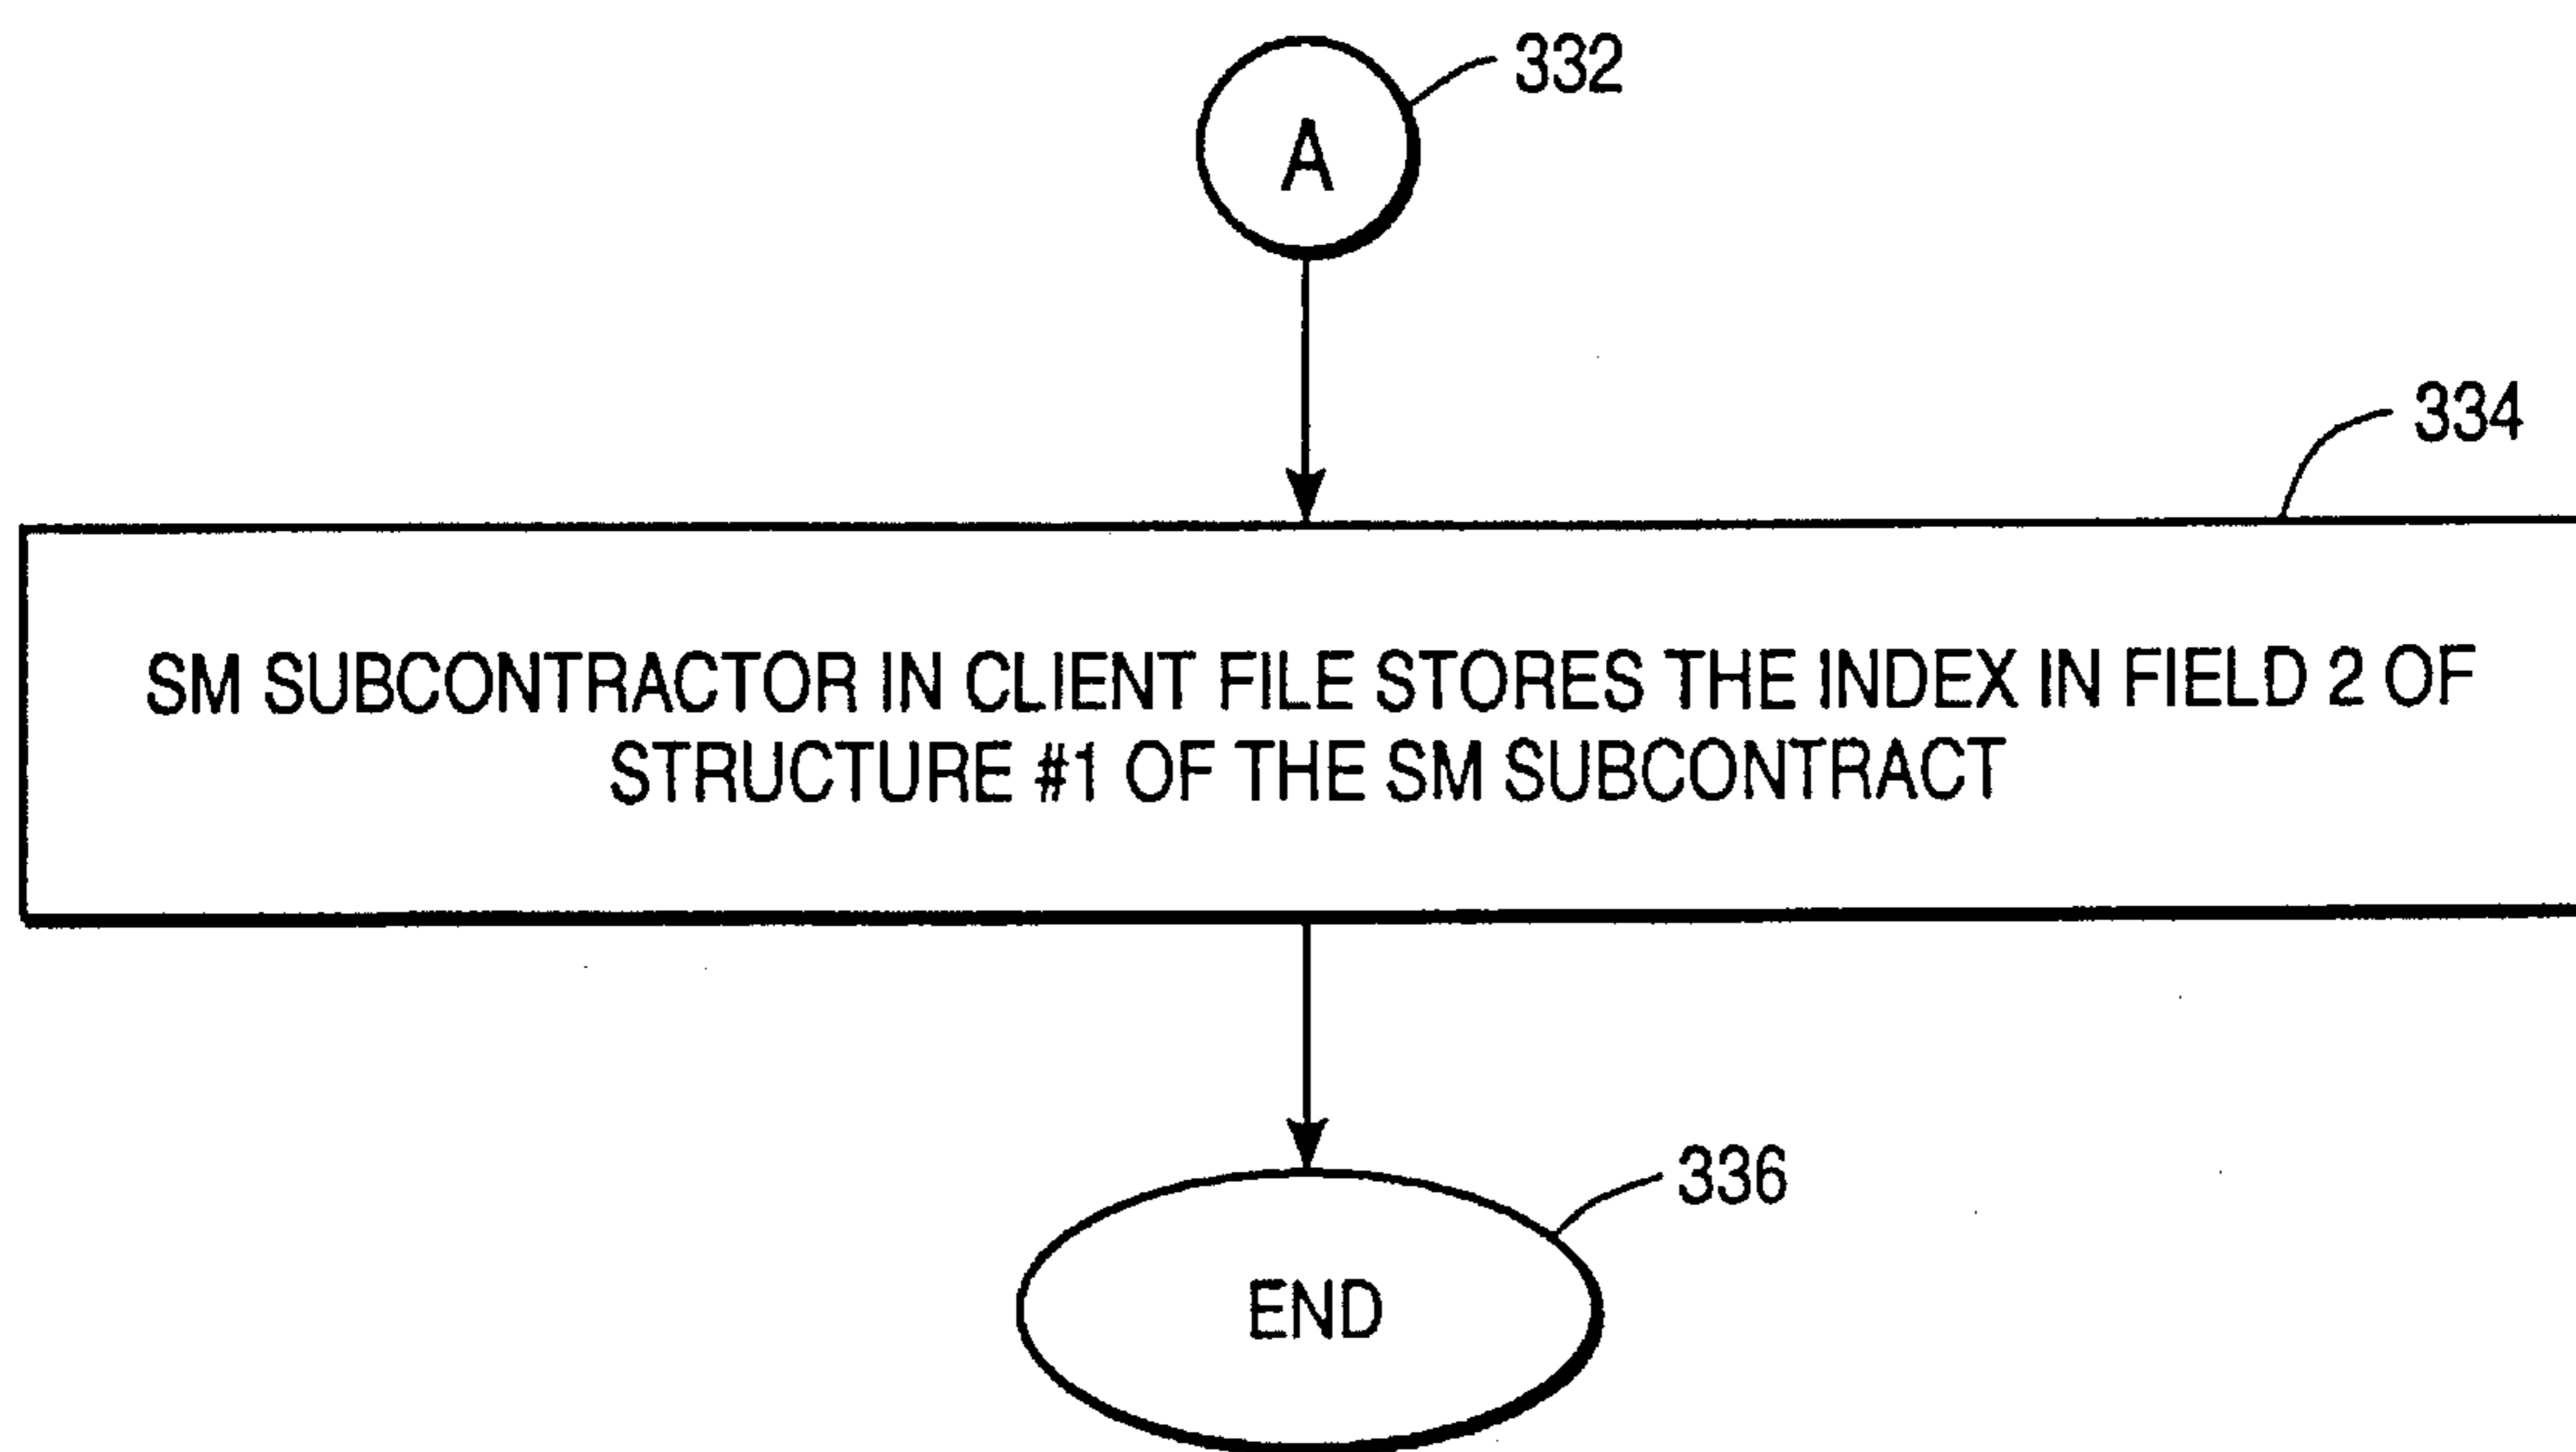 332
A
334
SM SUBCONTRACTOR IN CLIENT FILE STORES THE INDEX IN FIELD 2 OF
STRUCTURE #1 OF THE SM SUBCONTRACT
336
END